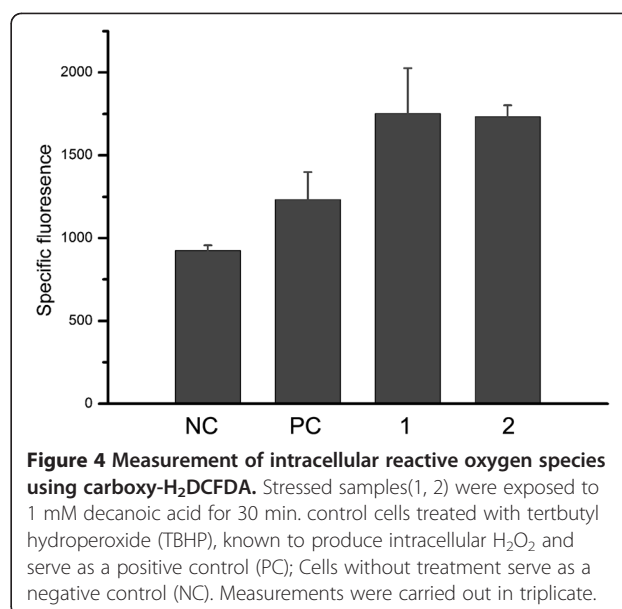 2000
1500
1000
500
0
Specific fluoresence
NC PC 1 2
Figure 4 Measurement of intracellular reactive oxygen species
using carboxy-H₂DCFDA. Stressed samples(1, 2) were exposed to
1 mM decanoic acid for 30 min. control cells treated with tertbutyl
hydroperoxide (TBHP), known to produce intracellular H₂O₂ and
serve as a positive control (PC); Cells without treatment serve as a
negative control (NC). Measurements were carried out in triplicate.